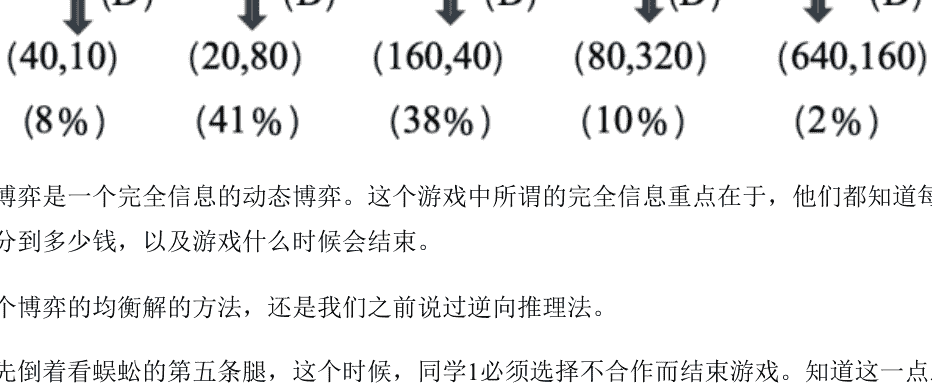 (D) (D) (D) (D) (D)
(40,10) (20,80) (160,40) (80,320) (640,160)
(8%) (41%) (38%) (10%) (2%)
博弈是一个完全信息的动态博弈。这个游戏中所谓的完全信息重点在于，他们都知道每
分到多少钱，以及游戏什么时候会结束。
个博弈的均衡解的方法，还是我们之前说过逆向推理法。
先倒着看蜈蚣的第五条腿，这个时候，同学1必须选择不合作而结束游戏。知道这一点